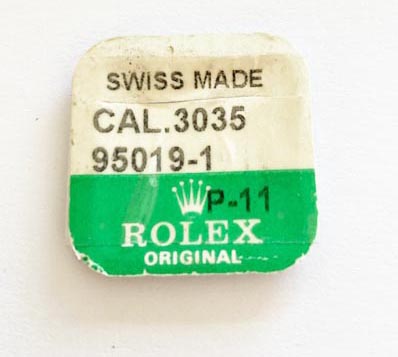 SWISS MADE
CAL.3035
95019-1
P-11
ROLEX
ORIGINAL